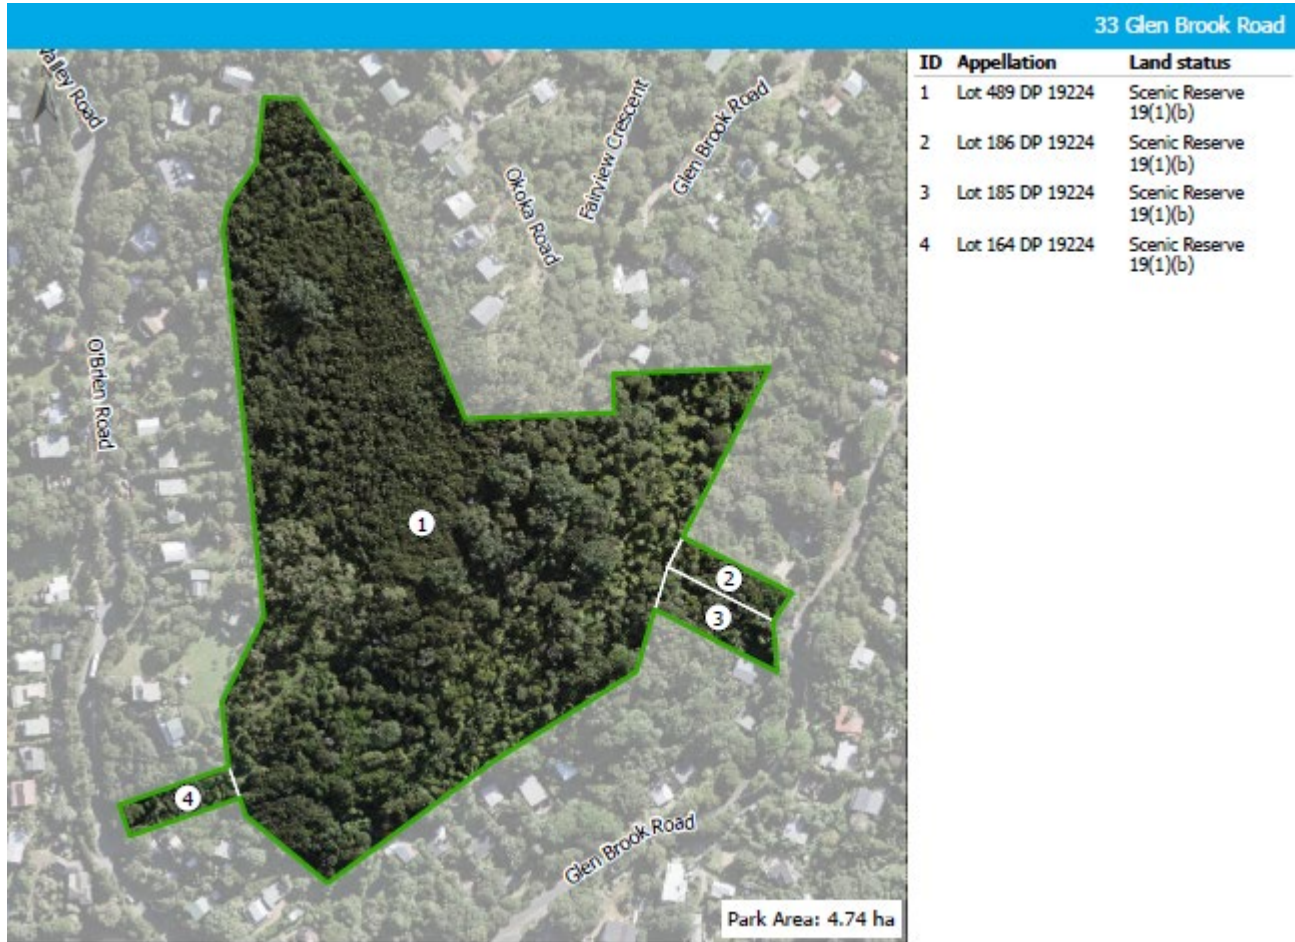 33 Glen Brook Road
ID Appellation Land status
1 Lot 489 DP 19224 Scenic Reserve
19(1)(b)
2 Lot 186 DP 19224 Scenic Reserve
19(1)(b)
3 Lot 185 DP 19224 Scenic Reserve
19(1)(b)
4 Lot 164 DP 19224 Scenic Reserve
19(1)(b)
Valley Road
Fairview Crescent
Glen Brook Road
Okoka Road
O'Brien Road
1
2
3
4
Glen Brook Road
Park Area: 4.74 ha